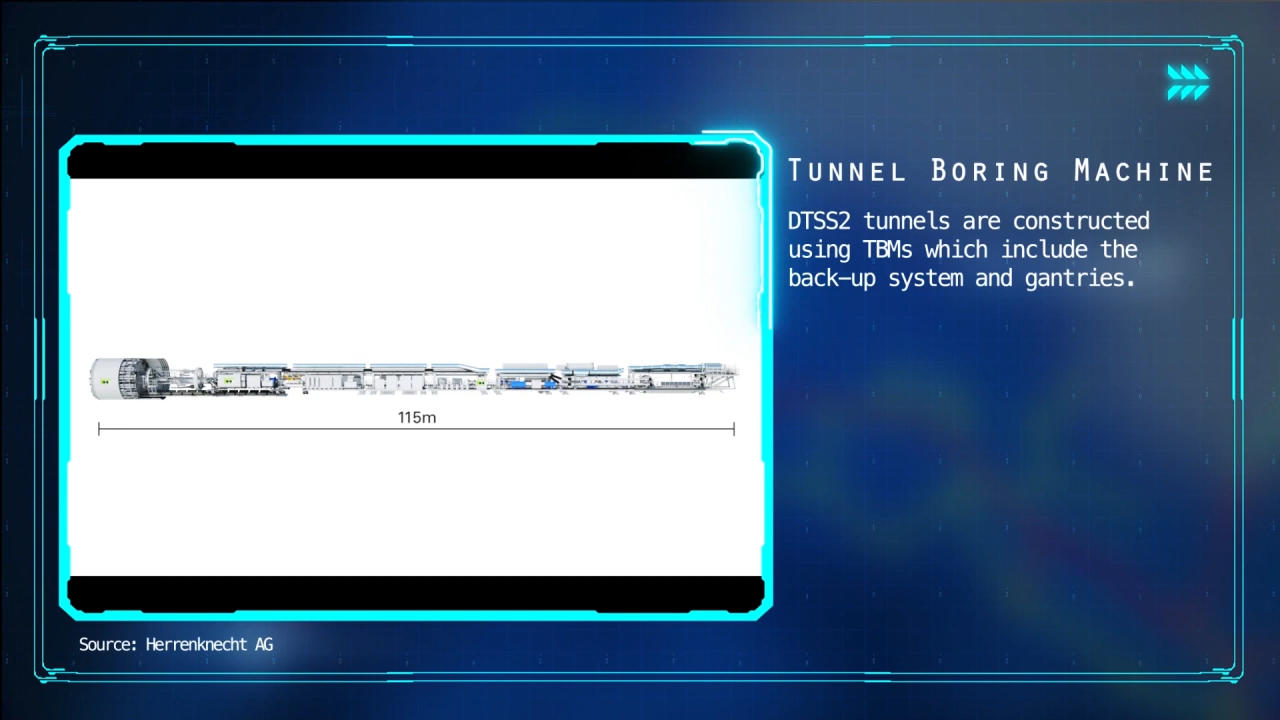 TUNNEL BORING MACHINE
DTSS2 tunnels are constructed
using TBMs which include the
back-up system and gantries.
115m
Source: Herrenknecht AG